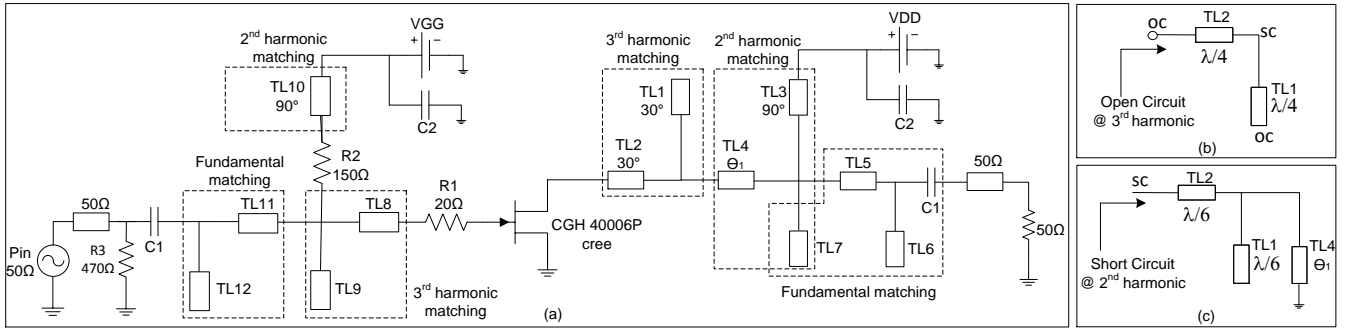 VGG
+ −
2nd harmonic
matching
TL10
90°
C2
R2
150Ω
Fundamental
matching
50Ω
TL11
TL8
R1
20Ω
C1
Pin
50Ω
R3
470Ω
TL12
TL9
3rd harmonic
matching
CGH 40006P
cree
(a)
3rd harmonic
matching
TL1
30°
TL2
30°
2nd harmonic
matching
TL3
90°
VDD
+ −
C2
TL4
Θ1
TL5
C1
50Ω
50Ω
TL7
TL6
Fundamental matching
OC
TL2
SC
λ/4
TL1
λ/4
OC
Open Circuit
@ 3rd harmonic
(b)
SC
TL2
λ/6
TL1
λ/6
TL4
Θ1
Short Circuit
@ 2nd harmonic
(c)